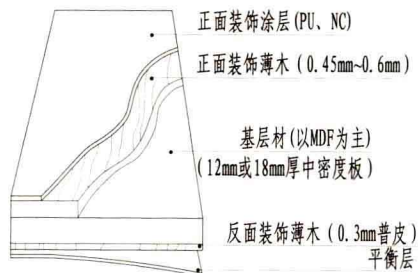 正面装饰涂层(PU、NC)
正面装饰薄木(0.45mm~0.6mm)
基层材(以MDF为主)
(12mm或18mm厚中密度板)
反面装饰薄木(0.3mm普皮)
平衡层